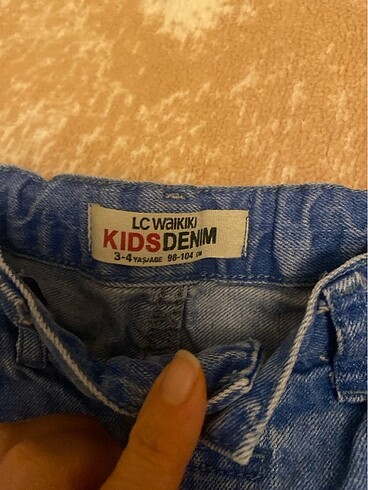 LC WAIKIKI
KIDSDENIM
3-4 YAŞ/AGE 98-104 CM